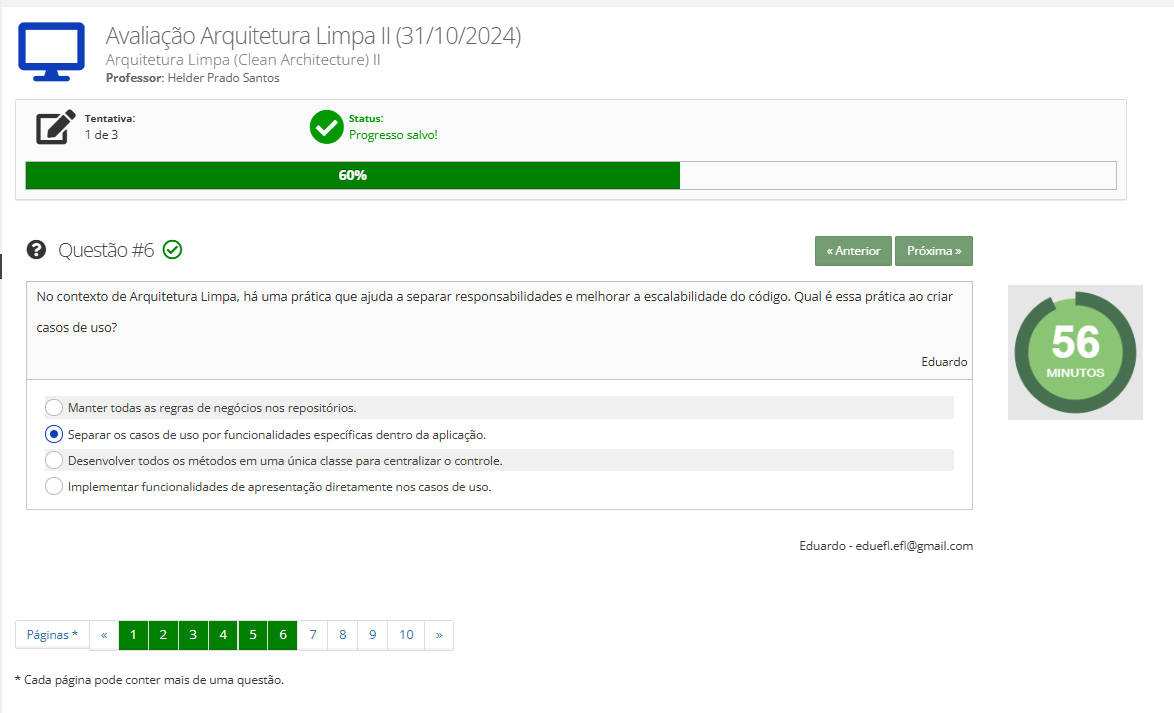 Avaliação Arquitetura Limpa II (31/10/2024)
Arquitetura Limpa (Clean Architecture) II
Professor: Helder Prado Santos
Tentativa:
1 de 3
Status:
Progresso salvo!
60%
Questão #6
« Anterior
Próxima »
No contexto de Arquitetura Limpa, há uma prática que ajuda a separar responsabilidades e melhorar a escalabilidade do código. Qual é essa prática ao criar
casos de uso?
Eduardo
56
MINUTOS
Manter todas as regras de negócios nos repositórios.
Separar os casos de uso por funcionalidades específicas dentro da aplicação.
Desenvolver todos os métodos em uma única classe para centralizar o controle.
Implementar funcionalidades de apresentação diretamente nos casos de uso.
Eduardo - eduefl.efl@gmail.com
Páginas * « 1 2 3 4 5 6 7 8 9 10 »
* Cada página pode conter mais de uma questão.